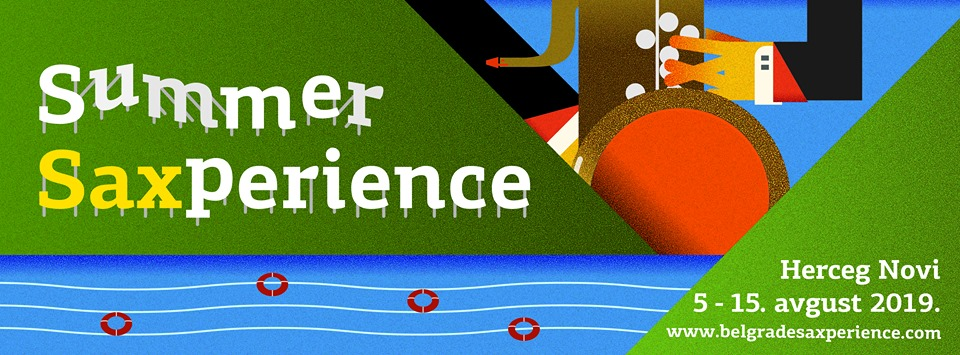 Summer
Saxperience
Herceg Novi
5 - 15. avgust 2019.
www.belgradesaxperience.com